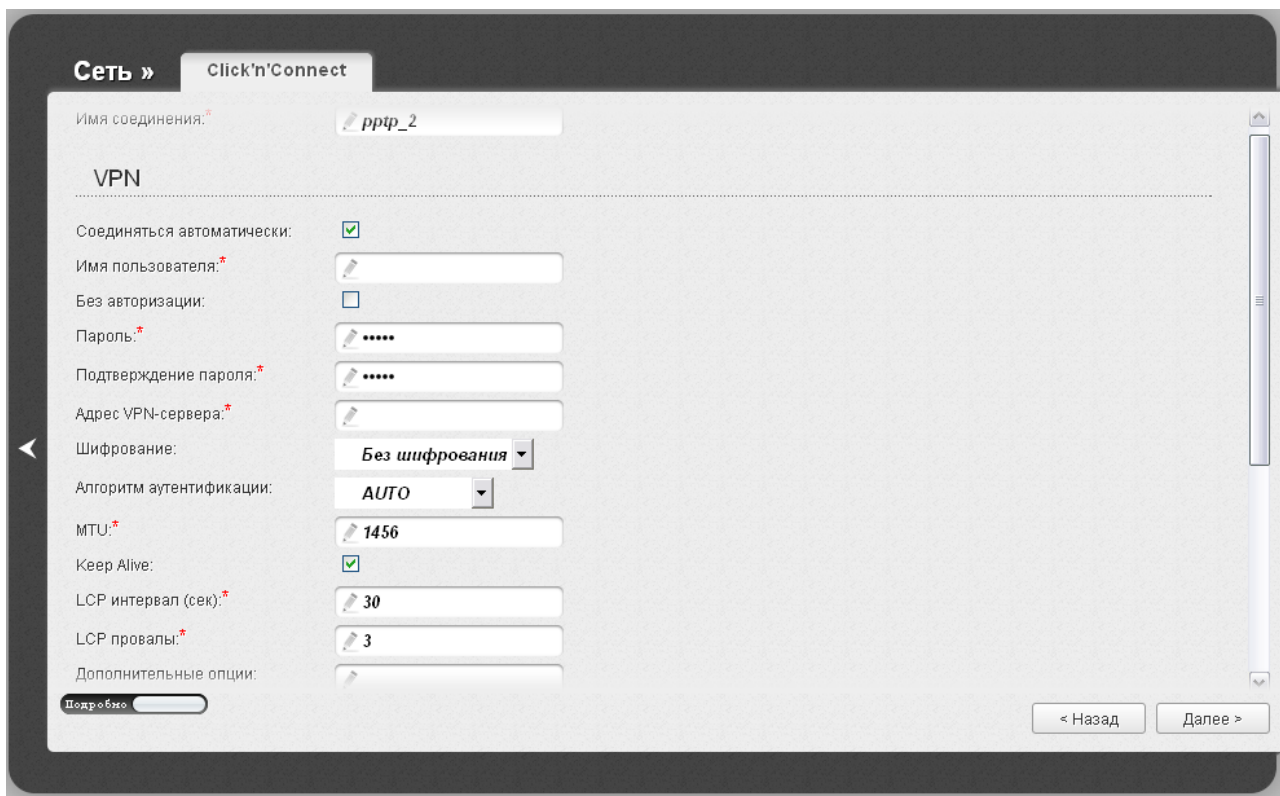 Сеть » Click'n'Connect
Имя соединения:* pptp_2
VPN
Соединяться автоматически:
Имя пользователя:*
Без авторизации:
Пароль:* •••••
Подтверждение пароля:* •••••
Адрес VPN-сервера:*
Шифрование: Без шифрования
Алгоритм аутентификации: AUTO
MTU:* 1456
Keep Alive:
LCP интервал (сек):* 30
LCP провалы:* 3
Дополнительные опции:
Подробно
< Назад Далее >